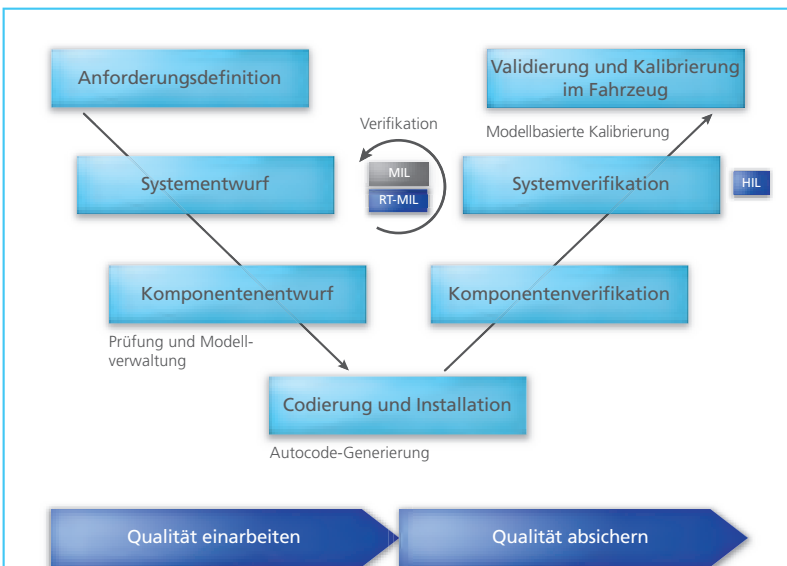 Anforderungsdefinition
Validierung und Kalibrierung
im Fahrzeug
Verifikation
Modellbasierte Kalibrierung
Systementwurf
MIL
RT-MIL
Systemverifikation
HIL
Komponentenentwurf
Komponentenverifikation
Prüfung und Modell-
verwaltung
Codierung und Installation
Autocode-Generierung
Qualität einarbeiten
Qualität absichern